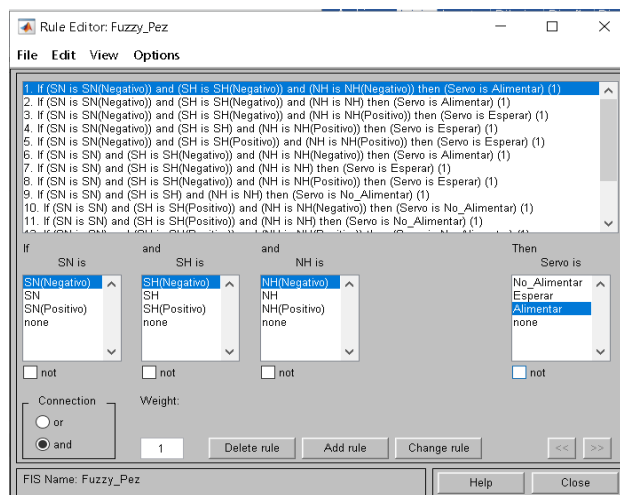 Rule Editor: Fuzzy_Pez
File Edit View Options
1. If (SN is SN(Negativo)) and (SH is SH(Negativo)) and (NH is NH(Negativo)) then (Servo is Alimentar) (1)
2. If (SN is SN(Negativo)) and (SH is SH(Negativo)) and (NH is NH) then (Servo is Alimentar) (1)
3. If (SN is SN(Negativo)) and (SH is SH(Negativo)) and (NH is NH(Positivo)) then (Servo is Esperar) (1)
4. If (SN is SN(Negativo)) and (SH is SH) and (NH is NH(Positivo)) then (Servo is Esperar) (1)
5. If (SN is SN(Negativo)) and (SH is SH(Positivo)) and (NH is NH(Positivo)) then (Servo is Esperar) (1)
6. If (SN is SN) and (SH is SH(Negativo)) and (NH is NH(Negativo)) then (Servo is Alimentar) (1)
7. If (SN is SN) and (SH is SH(Negativo)) and (NH is NH) then (Servo is Esperar) (1)
8. If (SN is SN) and (SH is SH(Negativo)) and (NH is NH(Positivo)) then (Servo is Esperar) (1)
9. If (SN is SN) and (SH is SH) and (NH is NH) then (Servo is No_Alimentar) (1)
10. If (SN is SN) and (SH is SH(Positivo)) and (NH is NH(Negativo)) then (Servo is No_Alimentar) (1)
11. If (SN is SN) and (SH is SH(Positivo)) and (NH is NH) then (Servo is No_Alimentar) (1)
If and and Then
SN is SH is NH is Servo is
SN(Negativo) SH(Negativo) NH(Negativo) No_Alimentar
SN SH NH Esperar
SN(Positivo) SH(Positivo) NH(Positivo) Alimentar
none none none none
not not not not
Connection Weight:
or
and 1 Delete rule Add rule Change rule << >>
FIS Name: Fuzzy_Pez Help Close